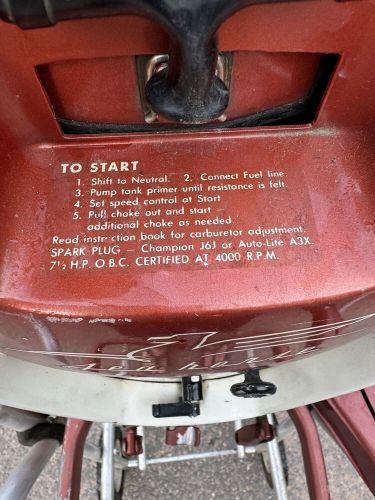 TO START
1. Shift to Neutral. 2. Connect Fuel line
3. Pump tank primer until resistance is felt.
4. Set speed control at Start
5. Pull choke out and start
additional choke as needed
Read instruction book for carburetor adjustment.
SPARK PLUG — Champion J6J or Auto-Lite A3X.
7½ H.P. O.B.C. CERTIFIED AT 4000 R.P.M.